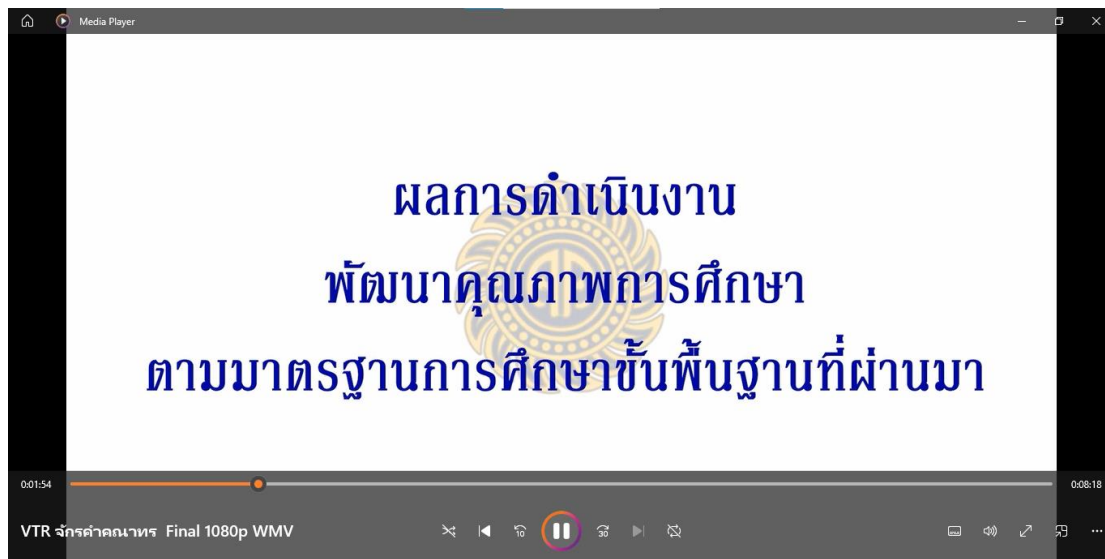 Media Player
ผลการดำเนินงาน
พัฒนาคุณภาพการศึกษา
ตามมาตรฐานการศึกษาขั้นพื้นฐานที่ผ่านมา
0:01:54
0:08:18
VTR จักรคำคณาทร Final 1080p WMV
10
30